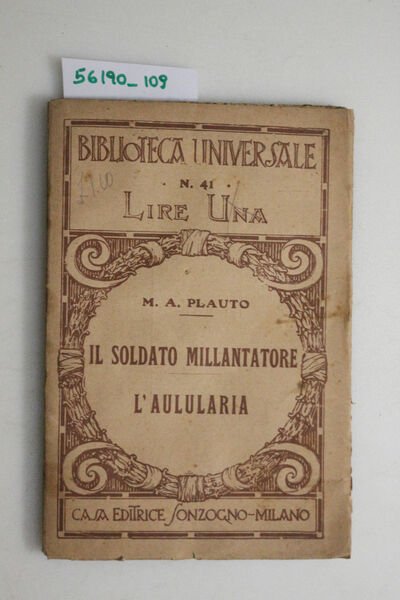 56190_109
BIBLIOTECA UNIVERSALE
· N. 41 ·
LIRE UNA
M. A. PLAUTO
IL SOLDATO MILLANTATORE
L'AULULARIA
CASA EDITRICE SONZOGNO-MILANO